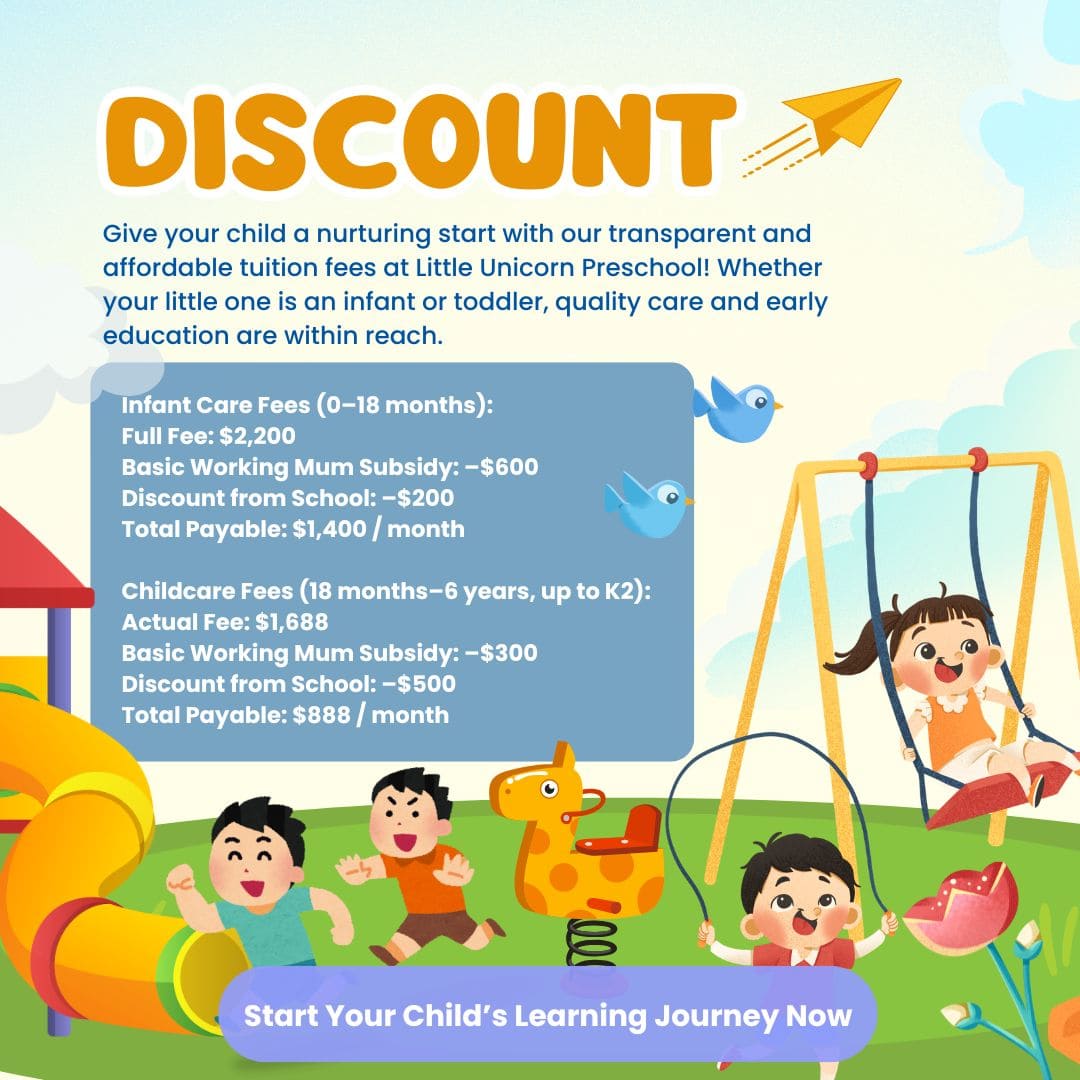 DISCOUNT
Give your child a nurturing start with our transparent and
affordable tuition fees at Little Unicorn Preschool! Whether
your little one is an infant or toddler, quality care and early
education are within reach.
Infant Care Fees (0–18 months):
Full Fee: $2,200
Basic Working Mum Subsidy: –$600
Discount from School: –$200
Total Payable: $1,400 / month
Childcare Fees (18 months–6 years, up to K2):
Actual Fee: $1,688
Basic Working Mum Subsidy: –$300
Discount from School: –$500
Total Payable: $888 / month
Start Your Child’s Learning Journey Now